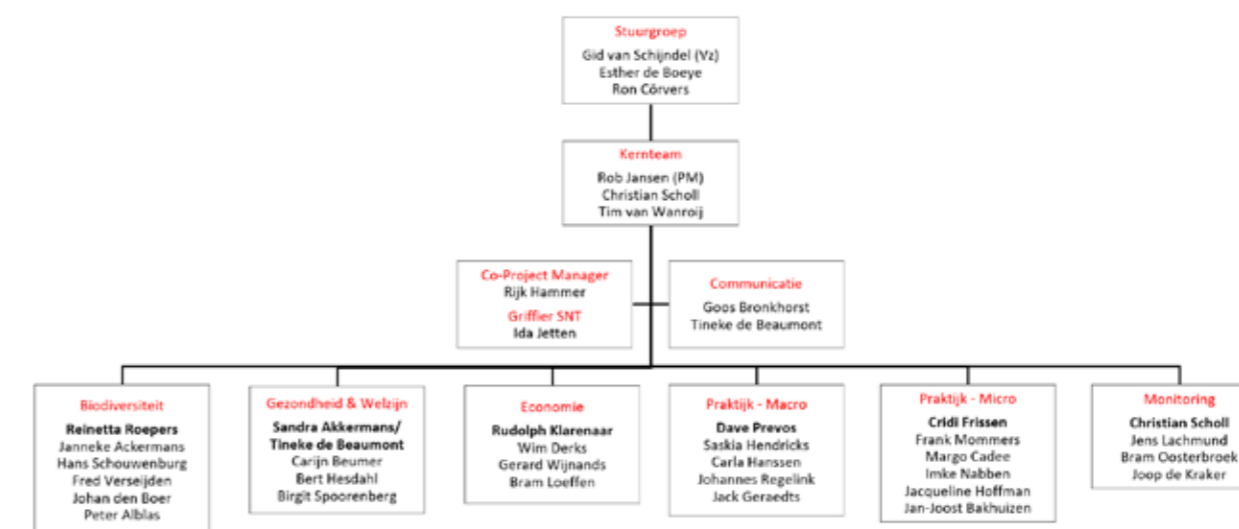 Stuurgroep
Gid van Schijndel (Vz)
Esther de Boeye
Ron Cörvers
Kernteam
Rob Jansen (PM)
Christian Scholl
Tim van Wanroij
Co-Project Manager
Rijk Hammer
Griffier SNT
Ida Jetten
Communicatie
Goos Bronkhorst
Tineke de Beaumont
Biodiversiteit
Reinetta Roepers
Janneke Ackermans
Hans Schouwenburg
Fred Verseijden
Johan den Boer
Peter Alblas
Gezondheid & Welzijn
Sandra Akkermans/
Tineke de Beaumont
Carijn Beumer
Bert Hesdahl
Birgit Spoorenberg
Economie
Rudolph Klarenaar
Wim Derks
Gerard Wijnands
Bram Loeffen
Praktijk - Macro
Dave Prevos
Saskia Hendricks
Carla Hanssen
Johannes Regelink
Jack Geraedts
Praktijk - Micro
Cridi Frissen
Frank Mommers
Margo Cadee
Imke Nabben
Jacqueline Hoffman
Jan-Joost Bakhuizen
Monitoring
Christian Scholl
Jens Lachmund
Bram Oosterbroek
Joop de Kraker